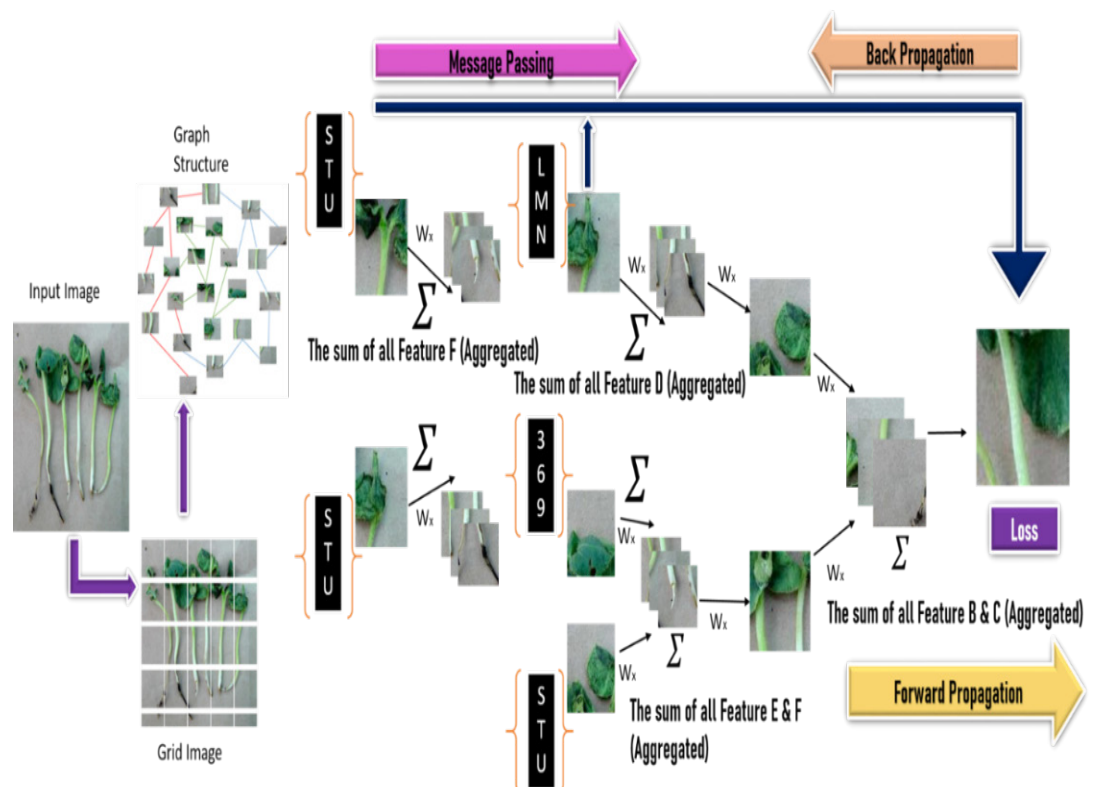 Message Passing
Back Propagation
Graph
Structure
S
T
U
L
M
N
Wₓ
Wₓ
Wₓ
Input Image
∑
∑
The sum of all Feature F (Aggregated)
The sum of all Feature D (Aggregated)
Wₓ
∑
Wₓ
S
T
U
3
6
9
∑
Wₓ
Loss
∑
Wₓ
Wₓ
The sum of all Feature B & C (Aggregated)
∑
Wₓ
S
T
U
The sum of all Feature E & F
(Aggregated)
Forward Propagation
Grid Image